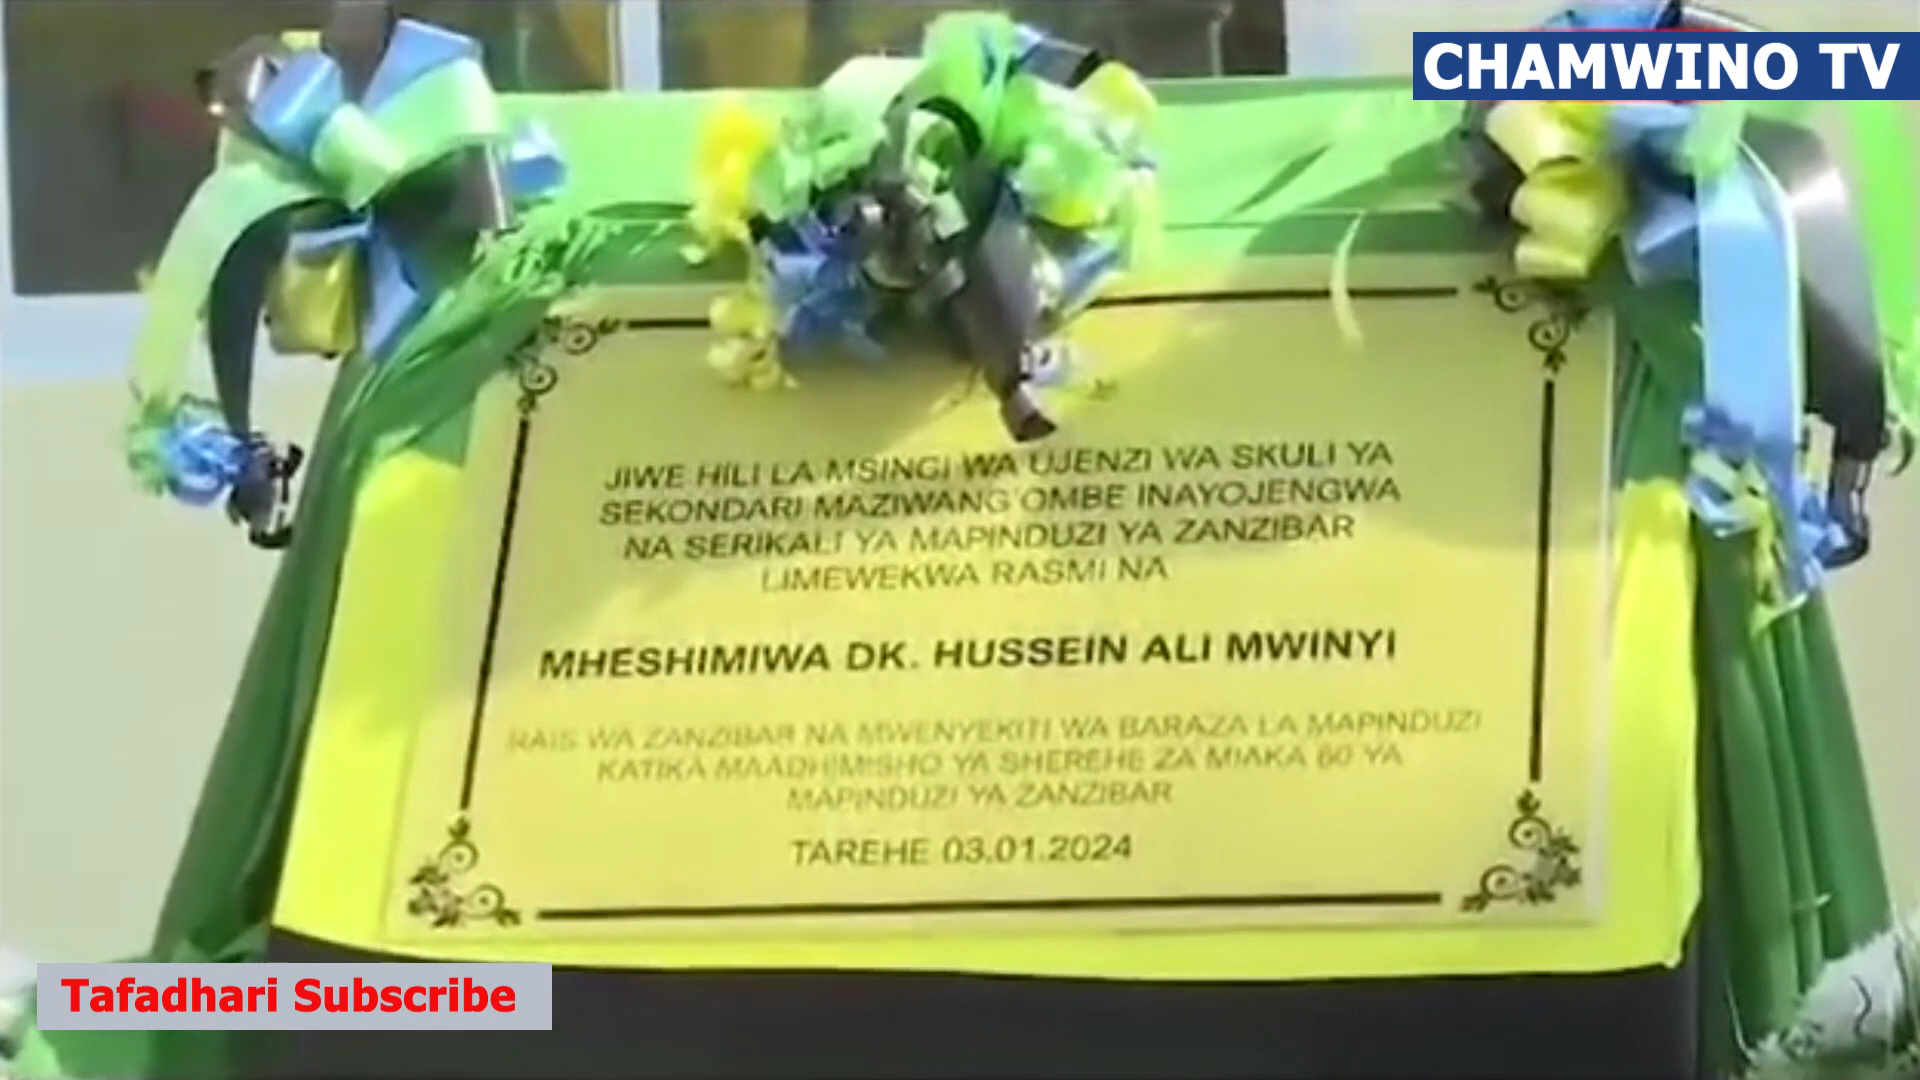 CHAMWINO TV
JIWE HILI LA MSINGI WA UJENZI WA SKULI YA
SEKONDARI MAZIWANG'OMBE INAYOJENGWA
NA SERIKALI YA MAPINDUZI YA ZANZIBAR
LIMEWEKWA RASMI NA
MHESHIMIWA DK. HUSSEIN ALI MWINYI
RAIS WA ZANZIBAR NA MWENYEKITI WA BARAZA LA MAPINDUZI
KATIKA MAADHIMISHO YA SHEREHE ZA MIAKA 60 YA
MAPINDUZI YA ZANZIBAR
TAREHE 03.01.2024
Tafadhari Subscribe